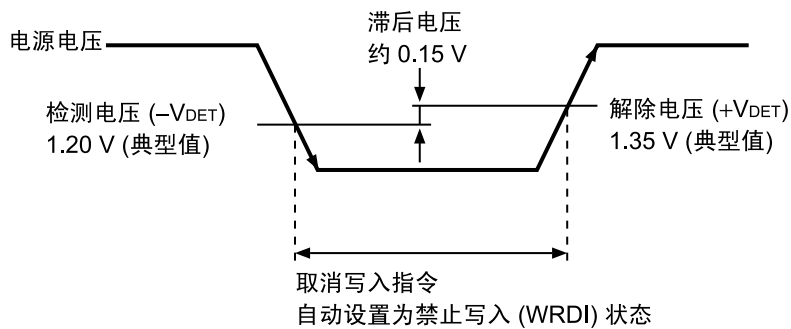 滞后电压
约 0.15 V
电源电压
检测电压 (–VDET)
1.20 V (典型值)
解除电压 (+VDET)
1.35 V (典型值)
取消写入指令
自动设置为禁止写入 (WRDI) 状态